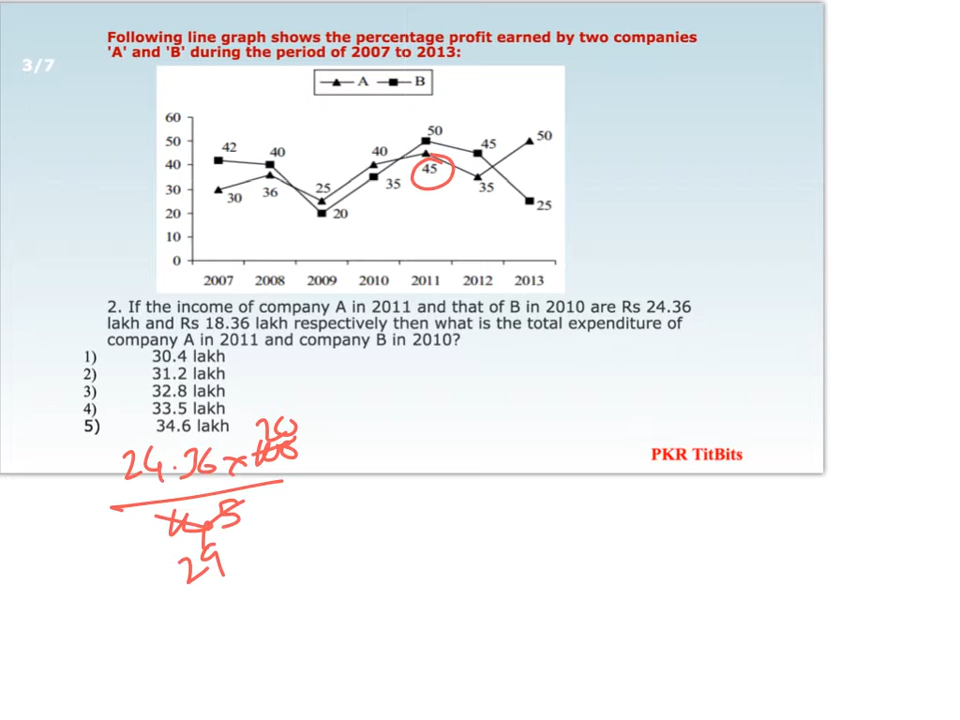 Following line graph shows the percentage profit earned by two companies
'A' and 'B' during the period of 2007 to 2013:
3/7
A B
60
50
40
30
20
10
0
42 40 25 40 50 45 50
30 36 20 35 45 35 25
2007 2008 2009 2010 2011 2012 2013
2. If the income of company A in 2011 and that of B in 2010 are Rs 24.36
lakh and Rs 18.36 lakh respectively then what is the total expenditure of
company A in 2011 and company B in 2010?
1) 30.4 lakh
2) 31.2 lakh
3) 32.8 lakh
4) 33.5 lakh
5) 34.6 lakh
20
24.36 x 100
PKR TitBits
29